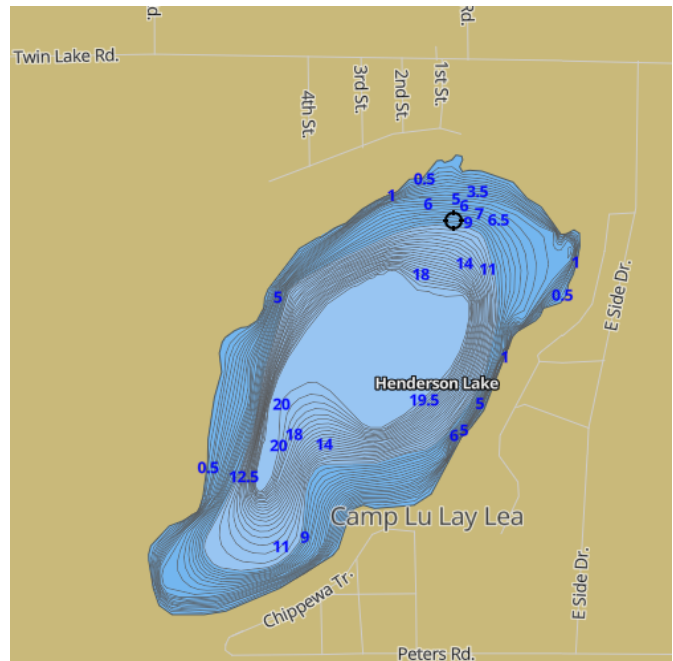 d.
Rd.
Twin Lake Rd.
1st St.
2nd St.
3rd St.
4th St.
0.5
1
3.5
5
6
6
7
9
6.5
14
11
18
1
0.5
5
E Side Dr.
1
Henderson Lake
20
19.5
5
18
5
6
20
14
0.5
12.5
Camp Lu Lay Lea
9
11
E Side Dr.
Chippewa Tr.
Peters Rd.